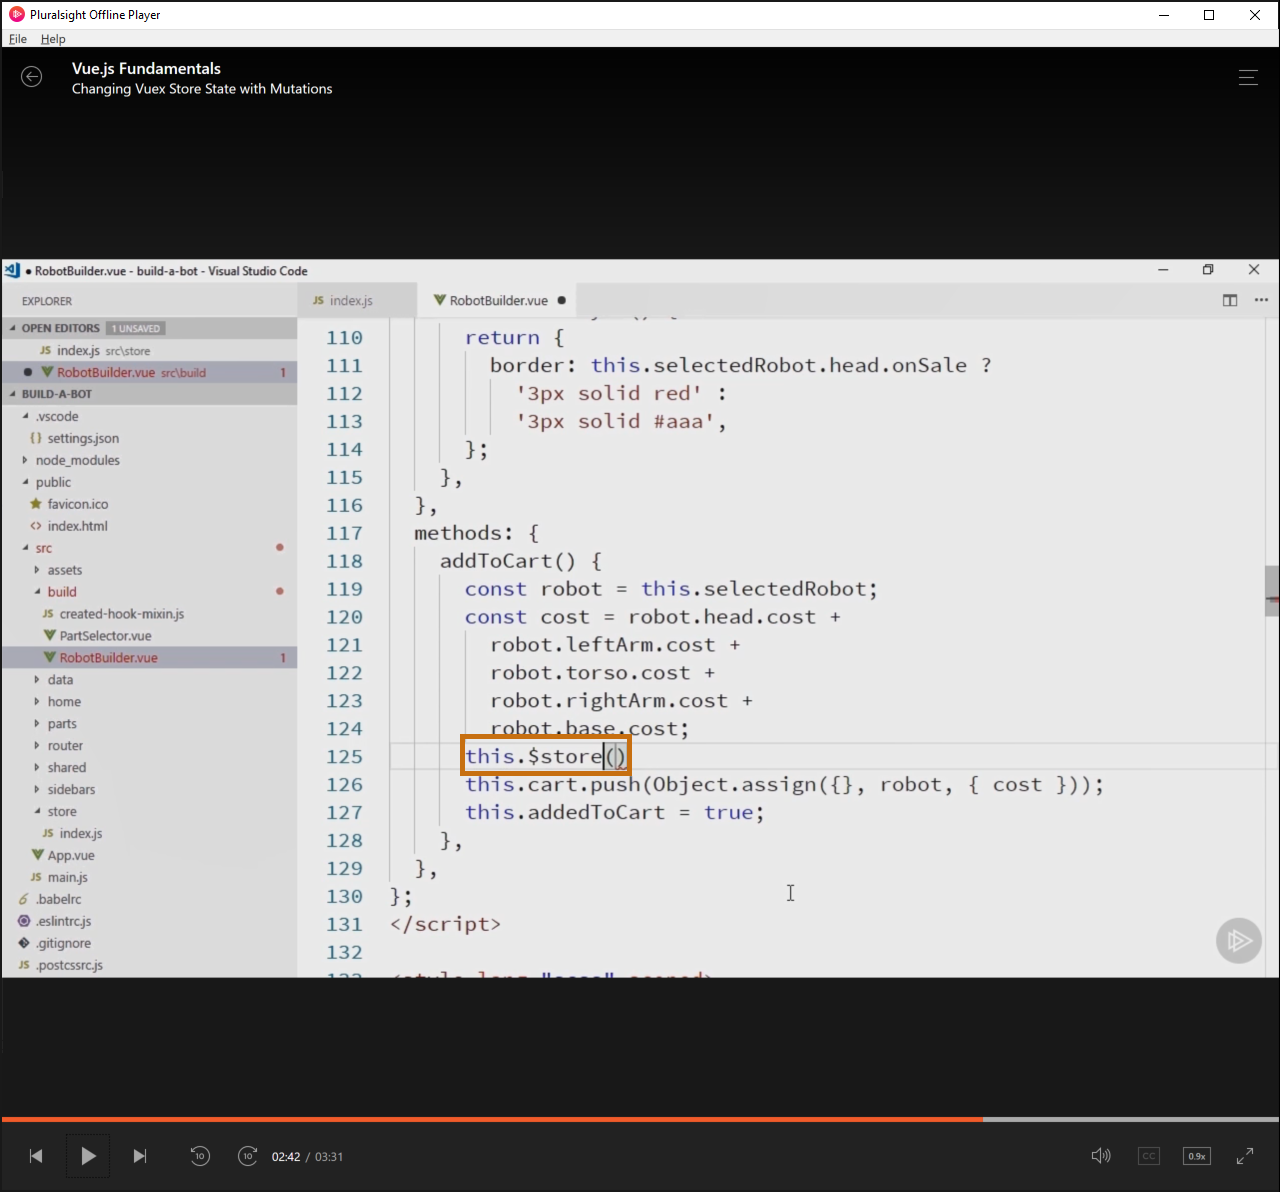 Pluralsight Offline Player
File Help
Vue.js Fundamentals
Changing Vuex Store State with Mutations
RobotBuilder.vue - build-a-bot - Visual Studio Code
EXPLORER
JS index.js
RobotBuilder.vue
OPEN EDITORS 1 UNSAVED
JS index.js src\store
RobotBuilder.vue src\build 1
BUILD-A-BOT
.vscode
{} settings.json
node_modules
public
favicon.ico
<> index.html
src
assets
build
JS created-hook-mixin.js
PartSelector.vue
RobotBuilder.vue 1
data
home
parts
router
shared
sidebars
store
JS index.js
App.vue
JS main.js
.babelrc
.eslintrc.js
.gitignore
JS .postcssrc.js
110 return {
111 border: this.selectedRobot.head.onSale ?
112 '3px solid red' :
113 '3px solid #aaa',
114 };
115 },
116 },
117 methods: {
118 addToCart() {
119 const robot = this.selectedRobot;
120 const cost = robot.head.cost +
121 robot.leftArm.cost +
122 robot.torso.cost +
123 robot.rightArm.cost +
124 robot.base.cost;
125 this.$store()
126 this.cart.push(Object.assign({}, robot, { cost }));
127 this.addedToCart = true;
128 },
129 },
130 };
131 </script>
132
10
10
02:42 / 03:31
CC
0.9x